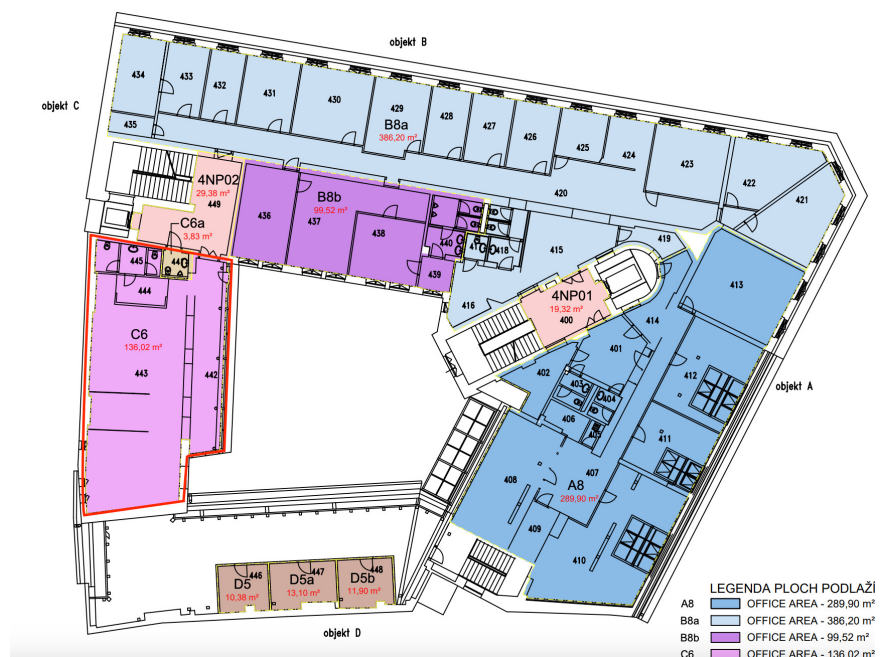 objekt B
objekt C
434
433
432
431
430
429
B8a
386,20 m²
428
427
426
425
424
423
422
421
435
420
4NP02
29,38 m²
449
C6a
3,83 m²
436
B8b
99,52 m²
437
438
440
439
418
415
419
416
4NP01
19,32 m²
400
413
414
401
402
403
404
405
406
412
411
objekt A
445
444
C6
136,02 m²
443
442
408
407
A8
289,90 m²
409
410
D5
446
10,38 m²
D5a
447
13,10 m²
D5b
448
11,90 m²
objekt D
LEGENDA PLOCH PODLAŽÍ
A8 OFFICE AREA - 289,90 m²
B8a OFFICE AREA - 386,20 m²
B8b OFFICE AREA - 99,52 m²
C6 OFFICE AREA - 136,02 m²